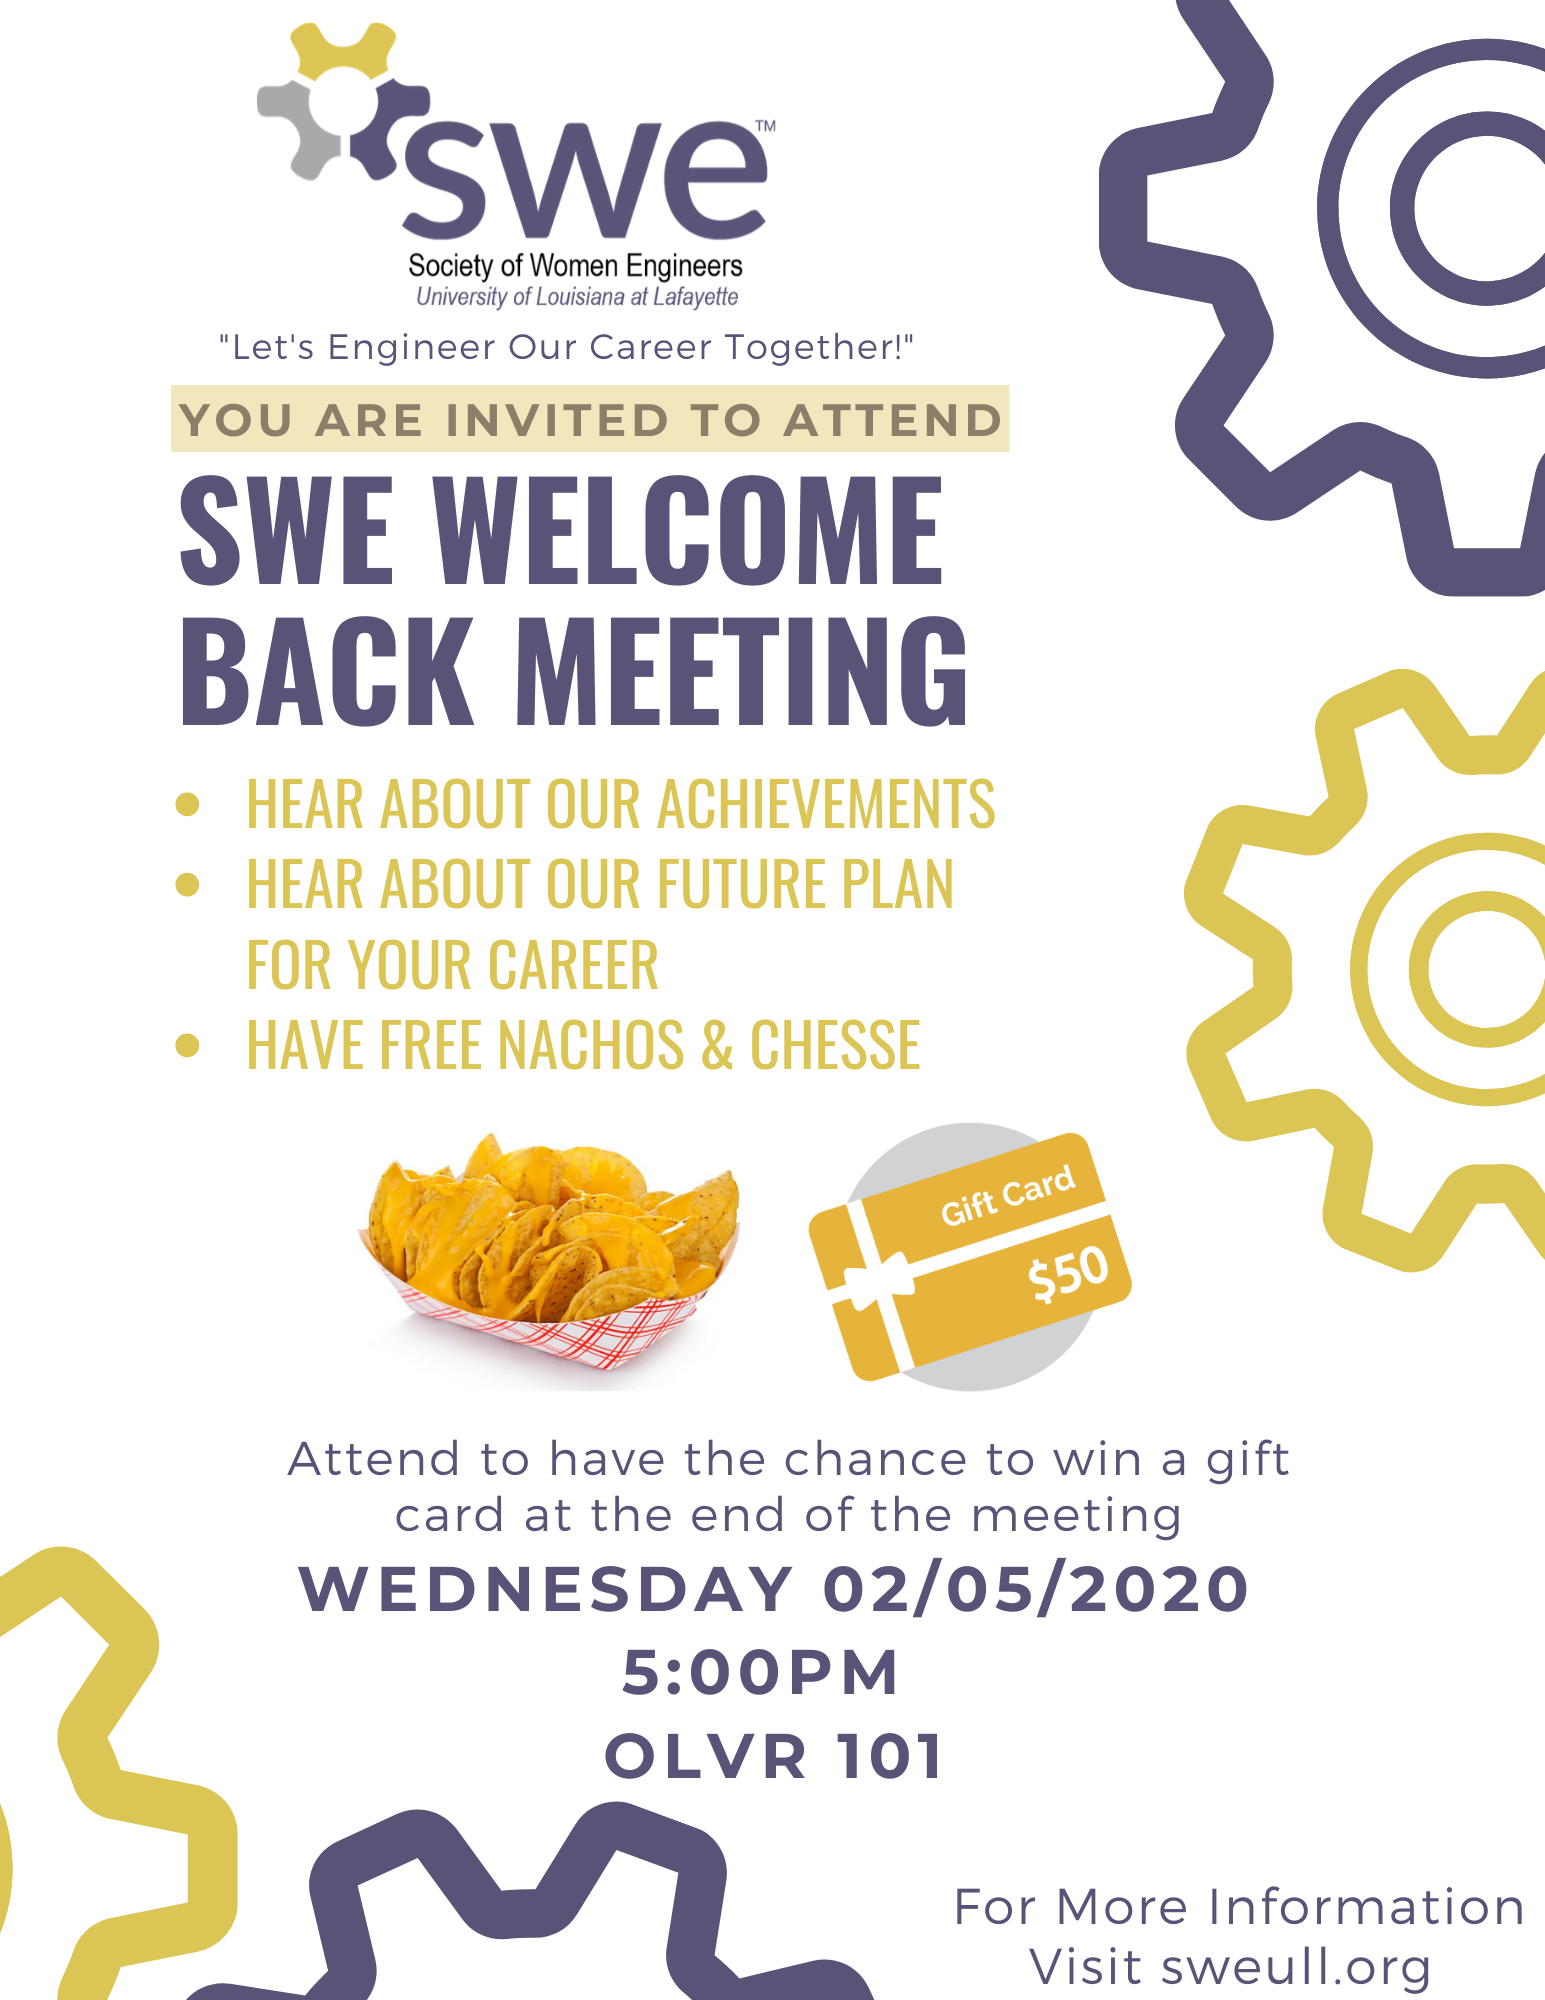 swe™
Society of Women Engineers
University of Louisiana at Lafayette
"Let's Engineer Our Career Together!"
YOU ARE INVITED TO ATTEND
SWE WELCOME
BACK MEETING
• HEAR ABOUT OUR ACHIEVEMENTS
• HEAR ABOUT OUR FUTURE PLAN
FOR YOUR CAREER
• HAVE FREE NACHOS & CHESSE
Gift Card
$50
Attend to have the chance to win a gift
card at the end of the meeting
WEDNESDAY 02/05/2020
5:00PM
OLVR 101
For More Information
Visit sweull.org